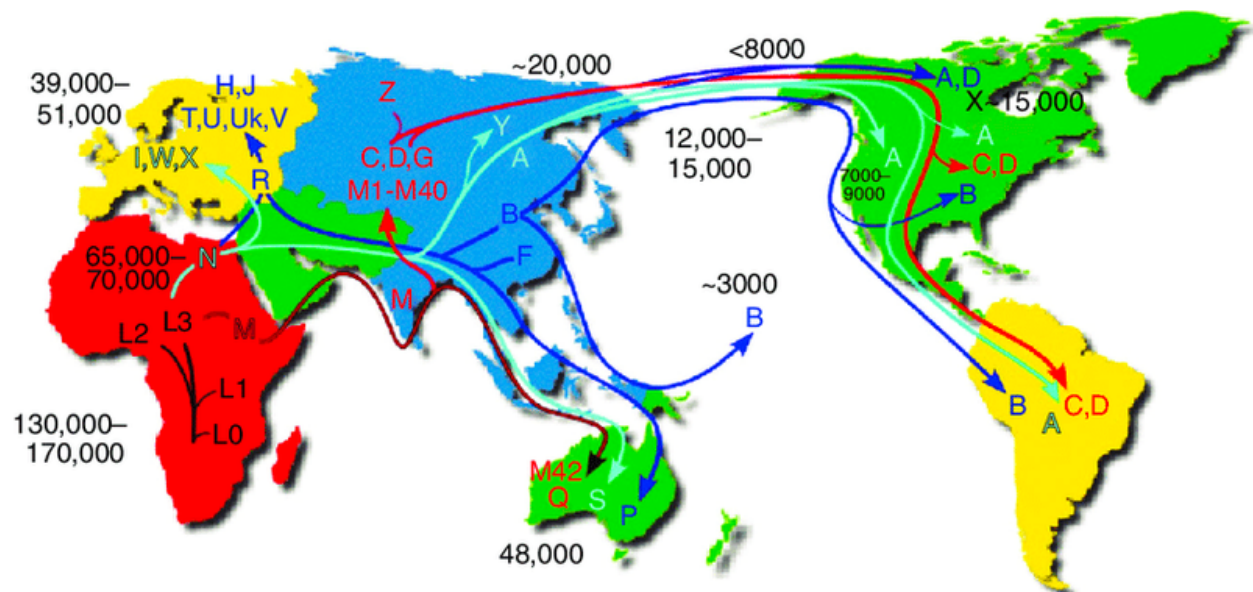 39,000–
51,000
H,J
T,U,Uk,V
I,W,X
R
N
65,000–
70,000
L3
M
L2
L1
L0
130,000–
170,000
Z
C,D,G
M1-M40
Y
A
B
F
M
~20,000
<8000
12,000–
15,000
A,D
X~15,000
A
A
C,D
7000–
9000
B
~3000
B
M42
Q
S
P
48,000
B
A
C,D